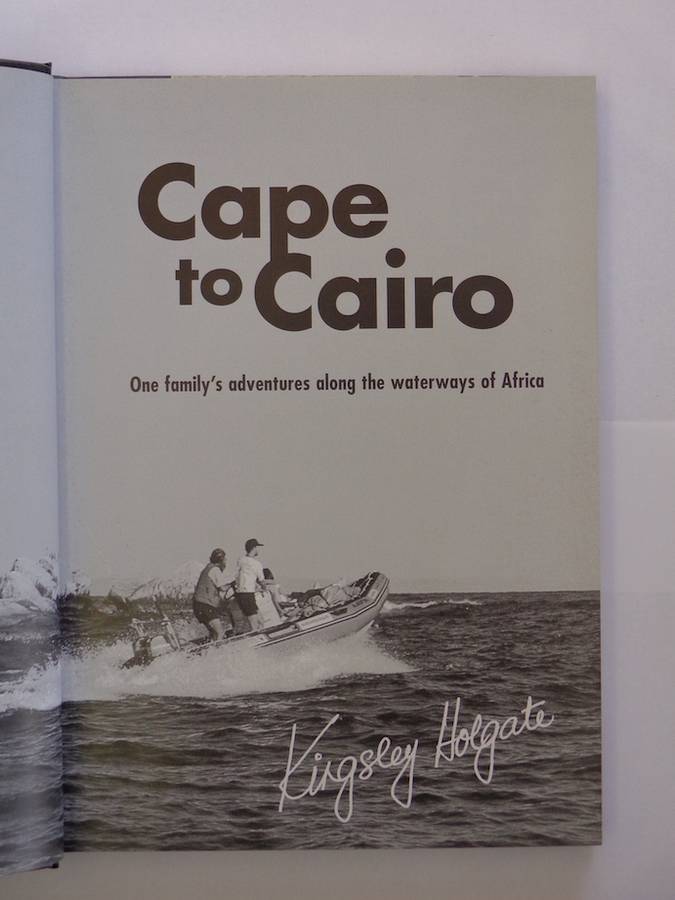 Cape
to Cairo
One family's adventures along the waterways of Africa
Kingsley Holgate